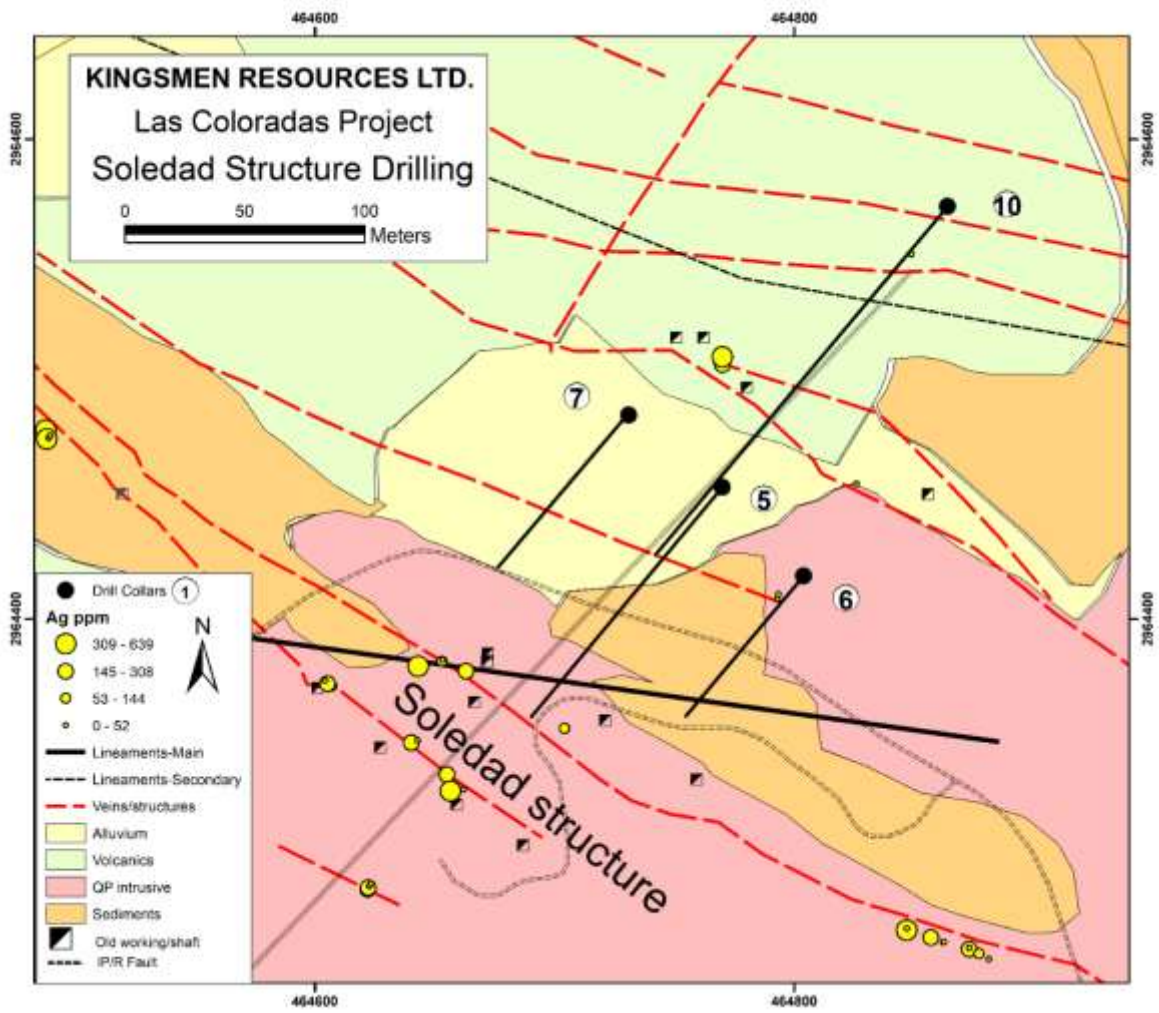 464600
464800
KINGSMEN RESOURCES LTD.
Las Coloradas Project
Soledad Structure Drilling
0 50 100
Meters
2964600
2964600
10
7
5
6
Drill Collars 1
Ag ppm
309 - 639
145 - 308
53 - 144
0 - 52
N
Lineaments-Main
Lineaments-Secondary
Veins/structures
Alluvium
Volcanics
QP intrusive
Sediments
Old working/shaft
IP/R Fault
2964400
2964400
Soledad structure
464600
464800